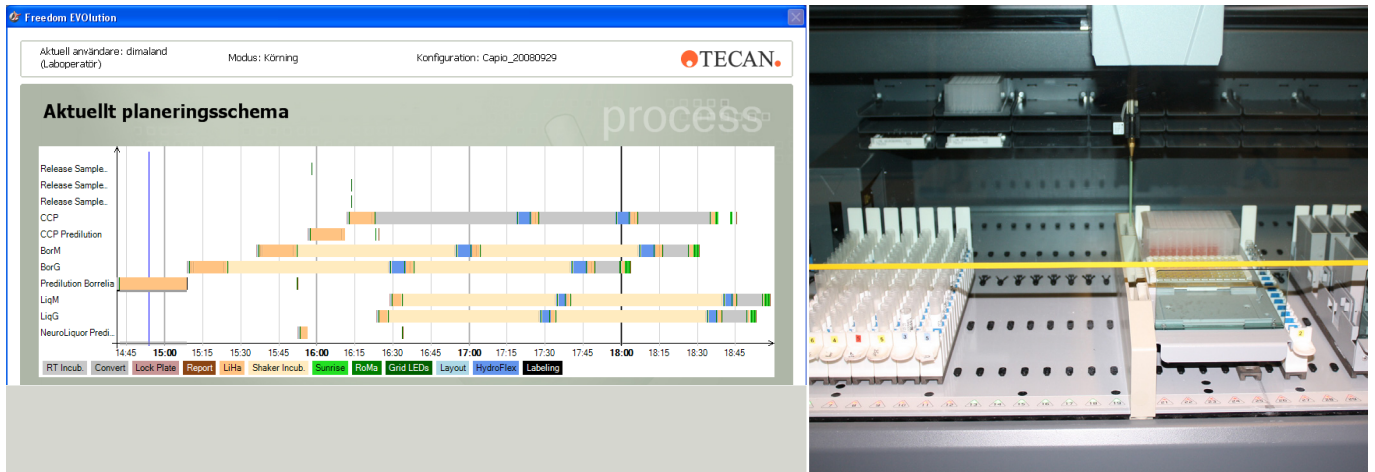 Freedom EVOlution
Aktuell användare: dimaland
(Laboperatör)
Modus: Körning
Konfiguration: Capio_20080929
TECAN.
Aktuellt planeringsschema
process
Release Sample..
Release Sample..
Release Sample..
CCP
CCP Predilution
BorM
BorG
Predilution Borrelia
LiqM
LiqG
NeuroLiquor Predi...
14:45 15:00 15:15 15:30 15:45 16:00 16:15 16:30 16:45 17:00 17:15 17:30 17:45 18:00 18:15 18:30 18:45
RT Incub. Convert Lock Plate Report LiHa Shaker Incub. Sunrise RoMa Grid LEDs Layout HydroFlex Labeling